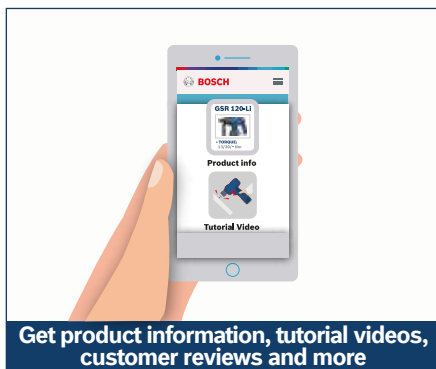 BOSCH
GSR 120-Li
Product info
Tutorial Video
Get product information, tutorial videos,
customer reviews and more